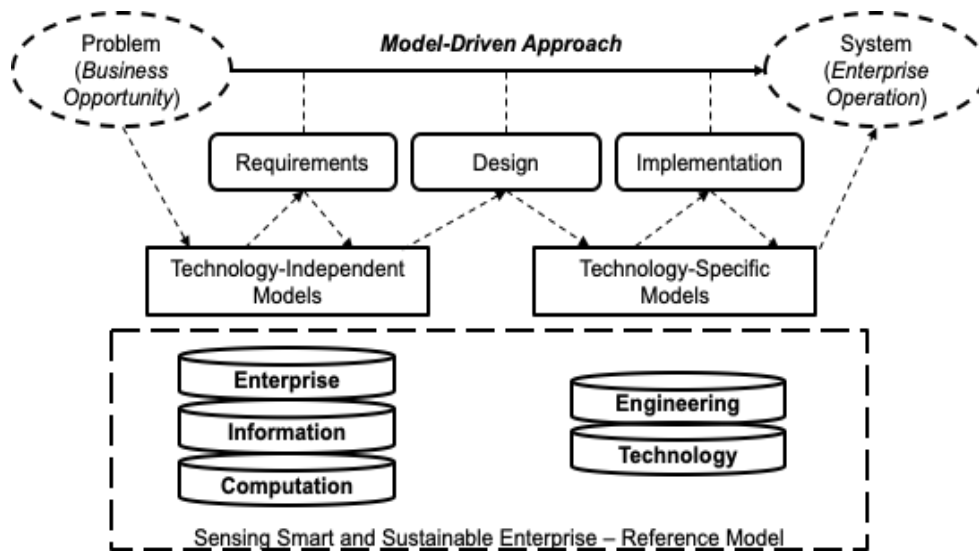 Problem
(Business
Opportunity)
Model-Driven Approach
System
(Enterprise
Operation)
Requirements
Design
Implementation
Technology-Independent
Models
Technology-Specific
Models
Enterprise
Information
Computation
Engineering
Technology
Sensing Smart and Sustainable Enterprise – Reference Model